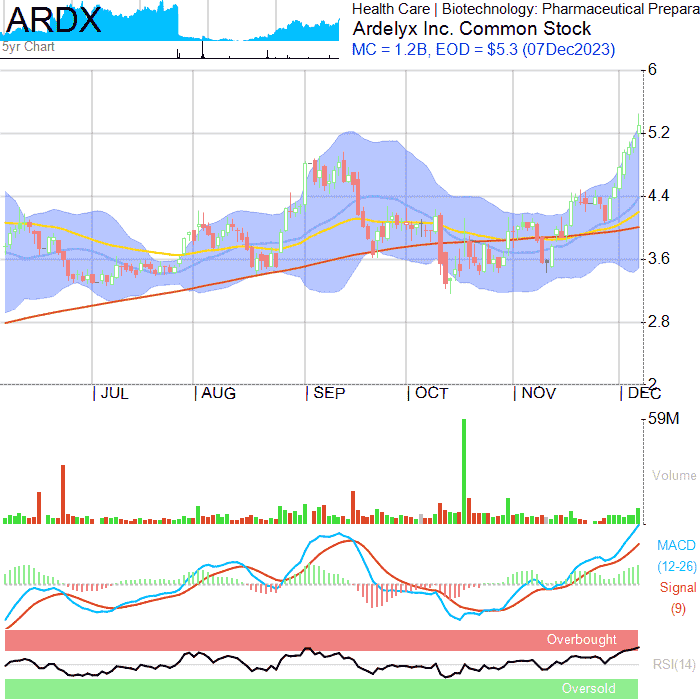 ARDX
5yr Chart
Health Care | Biotechnology: Pharmaceutical Prepara
Ardelyx Inc. Common Stock
MC = 1.2B, EOD = $5.3 (07Dec2023)
6
5.2
4.4
3.6
2.8
2
JUL AUG SEP OCT NOV DEC
59M
Volume
MACD
(12-26)
Signal
(9)
Overbought
RSI(14)
Oversold